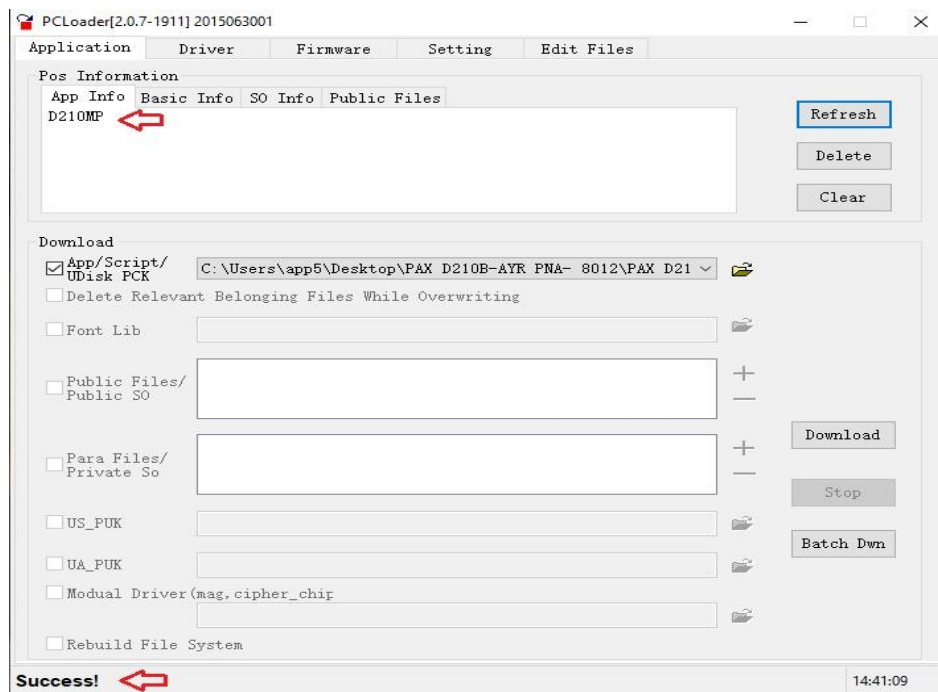 PCLoader[2.0.7-1911] 2015063001
Application Driver Firmware Setting Edit Files
Pos Information
App Info Basic Info SO Info Public Files
D210MP
Refresh
Delete
Clear
Download
App/Script/
UDisk PCK
C:\Users\app5\Desktop\PAX D210B-AYR PNA- 8012\PAX D21
Delete Relevant Belonging Files While Overwriting
Font Lib
Public Files/
Public SO
Para Files/
Private So
Download
Stop
US_PUK
Batch Dwn
UA_PUK
Modual Driver(mag,cipher_chip
Rebuild File System
Success!
14:41:09